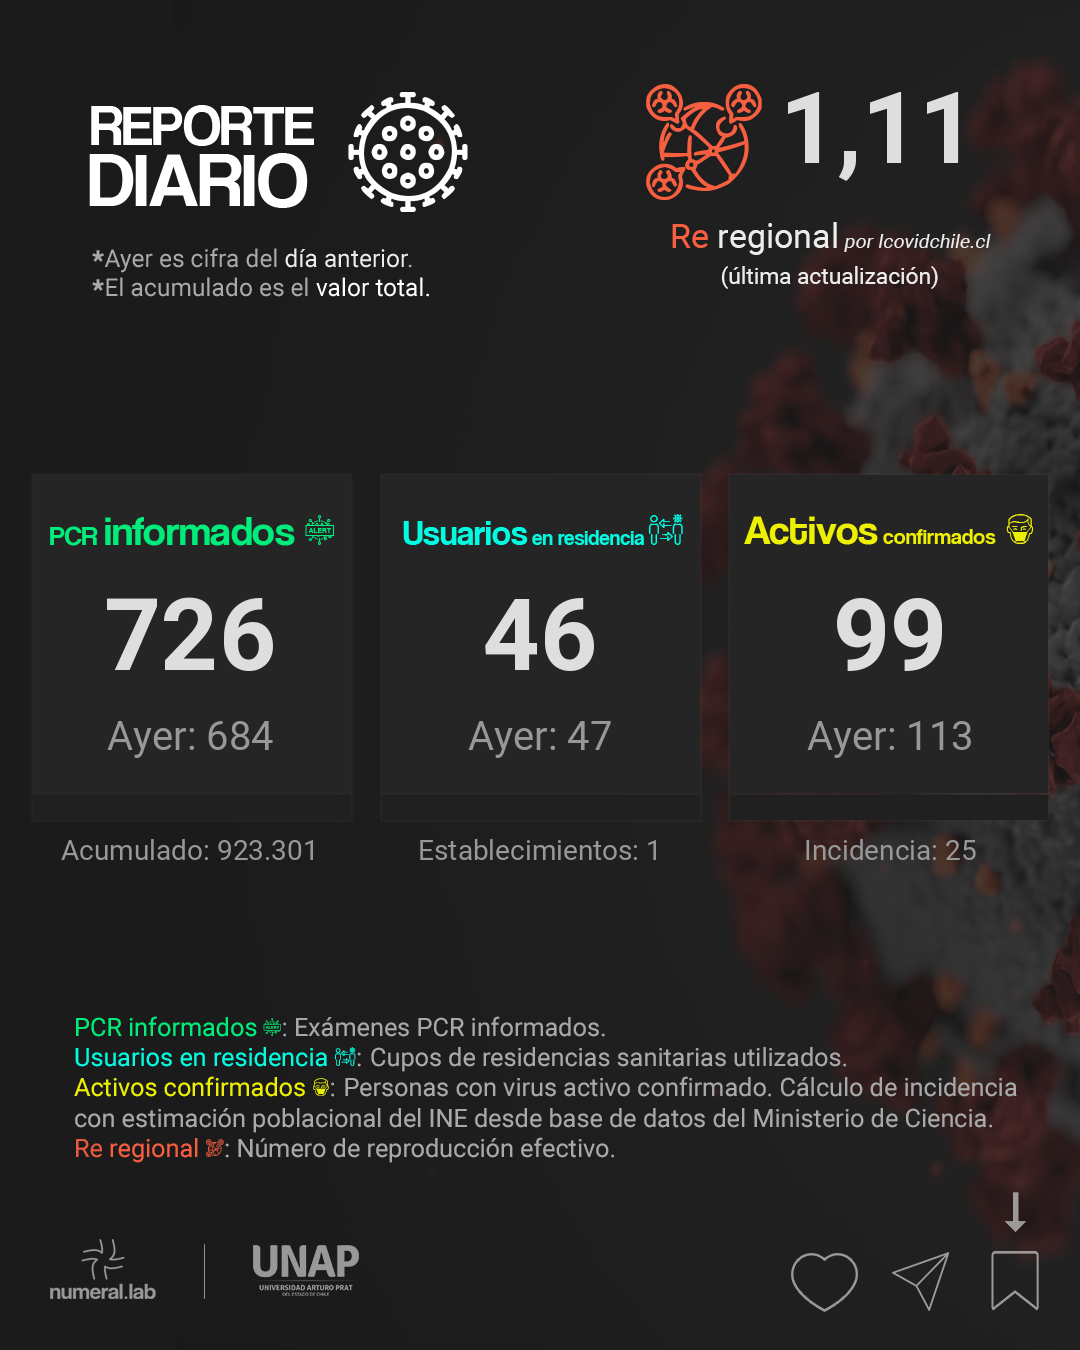 REPORTE
DIARIO
*Ayer es cifra del día anterior.
*El acumulado es el valor total.
1,11
Re regional por Icovidchile.cl
(última actualización)
PCR informados ALERT
726
Ayer: 684
Acumulado: 923.301
Usuarios en residencia
46
Ayer: 47
Establecimientos: 1
Activos confirmados
99
Ayer: 113
Incidencia: 25
PCR informados ALERT: Exámenes PCR informados.
Usuarios en residencia : Cupos de residencias sanitarias utilizados.
Activos confirmados : Personas con virus activo confirmado. Cálculo de incidencia
con estimación poblacional del INE desde base de datos del Ministerio de Ciencia.
Re regional : Número de reproducción efectivo.
numeral.lab
UNAP
UNIVERSIDAD ARTURO PRAT
DEL ESTADO DE CHILE